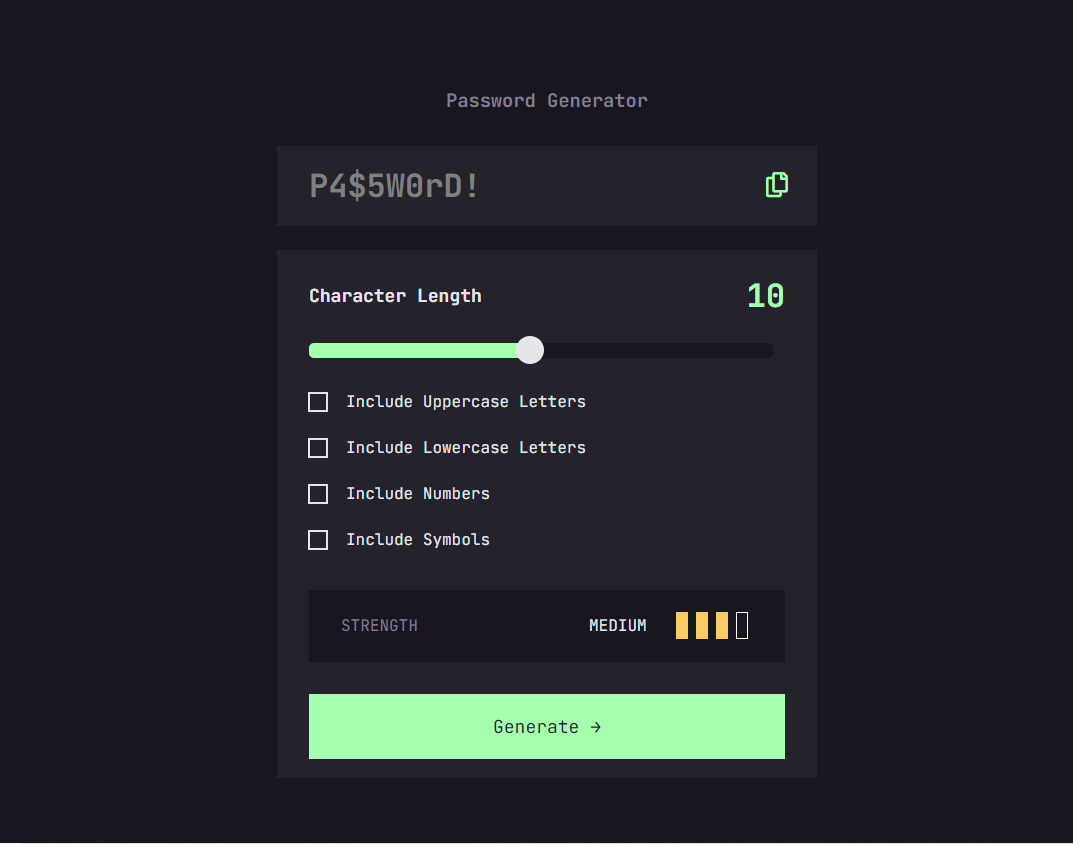 Password Generator
P4$5W0rD!
Character Length
10
Include Uppercase Letters
Include Lowercase Letters
Include Numbers
Include Symbols
STRENGTH
MEDIUM
Generate →